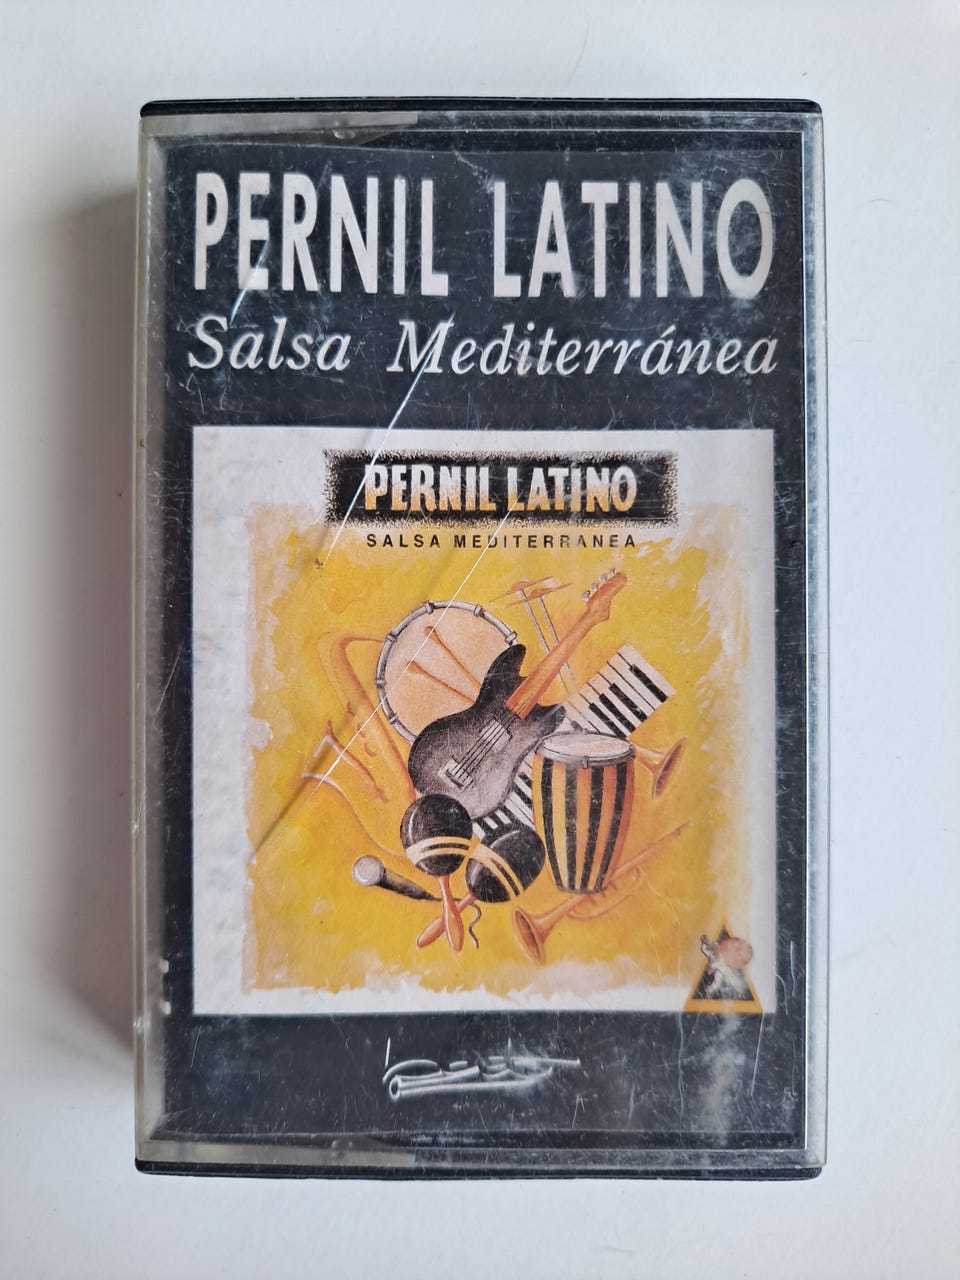 PERNIL LATINO
Salsa Mediterránea
PERNIL LATINO
SALSA MEDITERRANEA